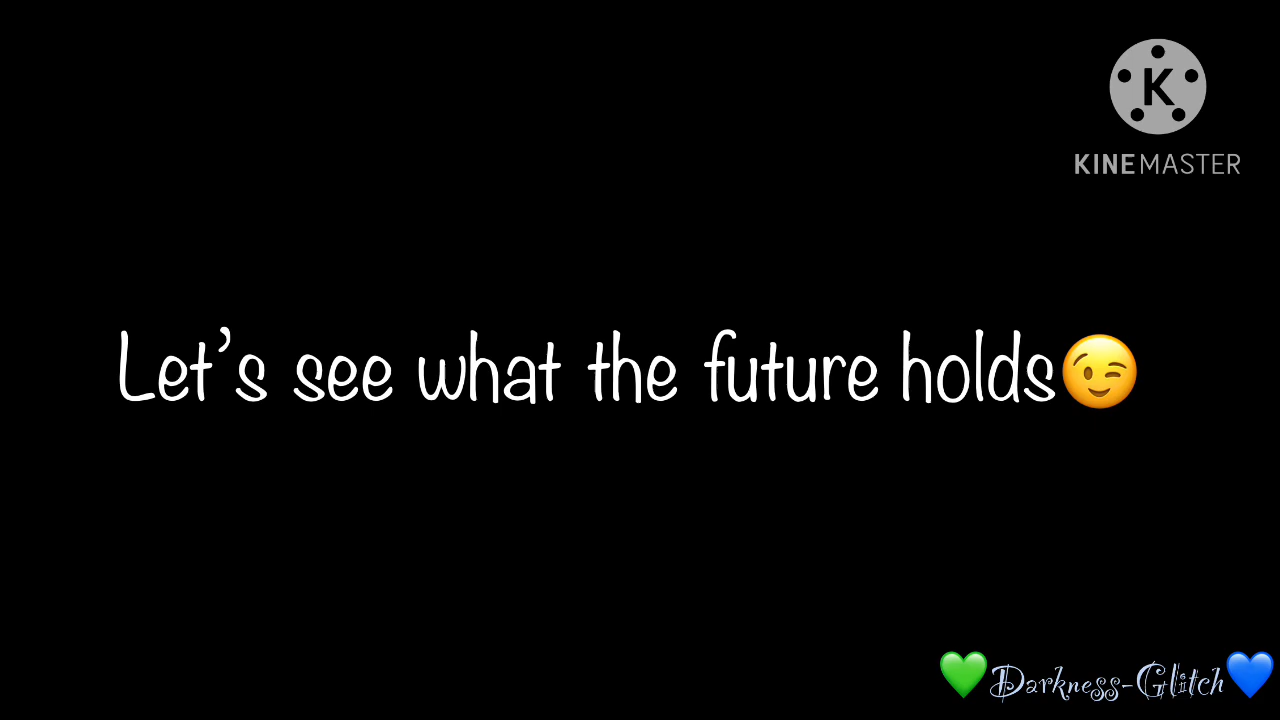 K
KINEMASTER
Let's see what the future holds😉
💚Darkness-Glitch💙